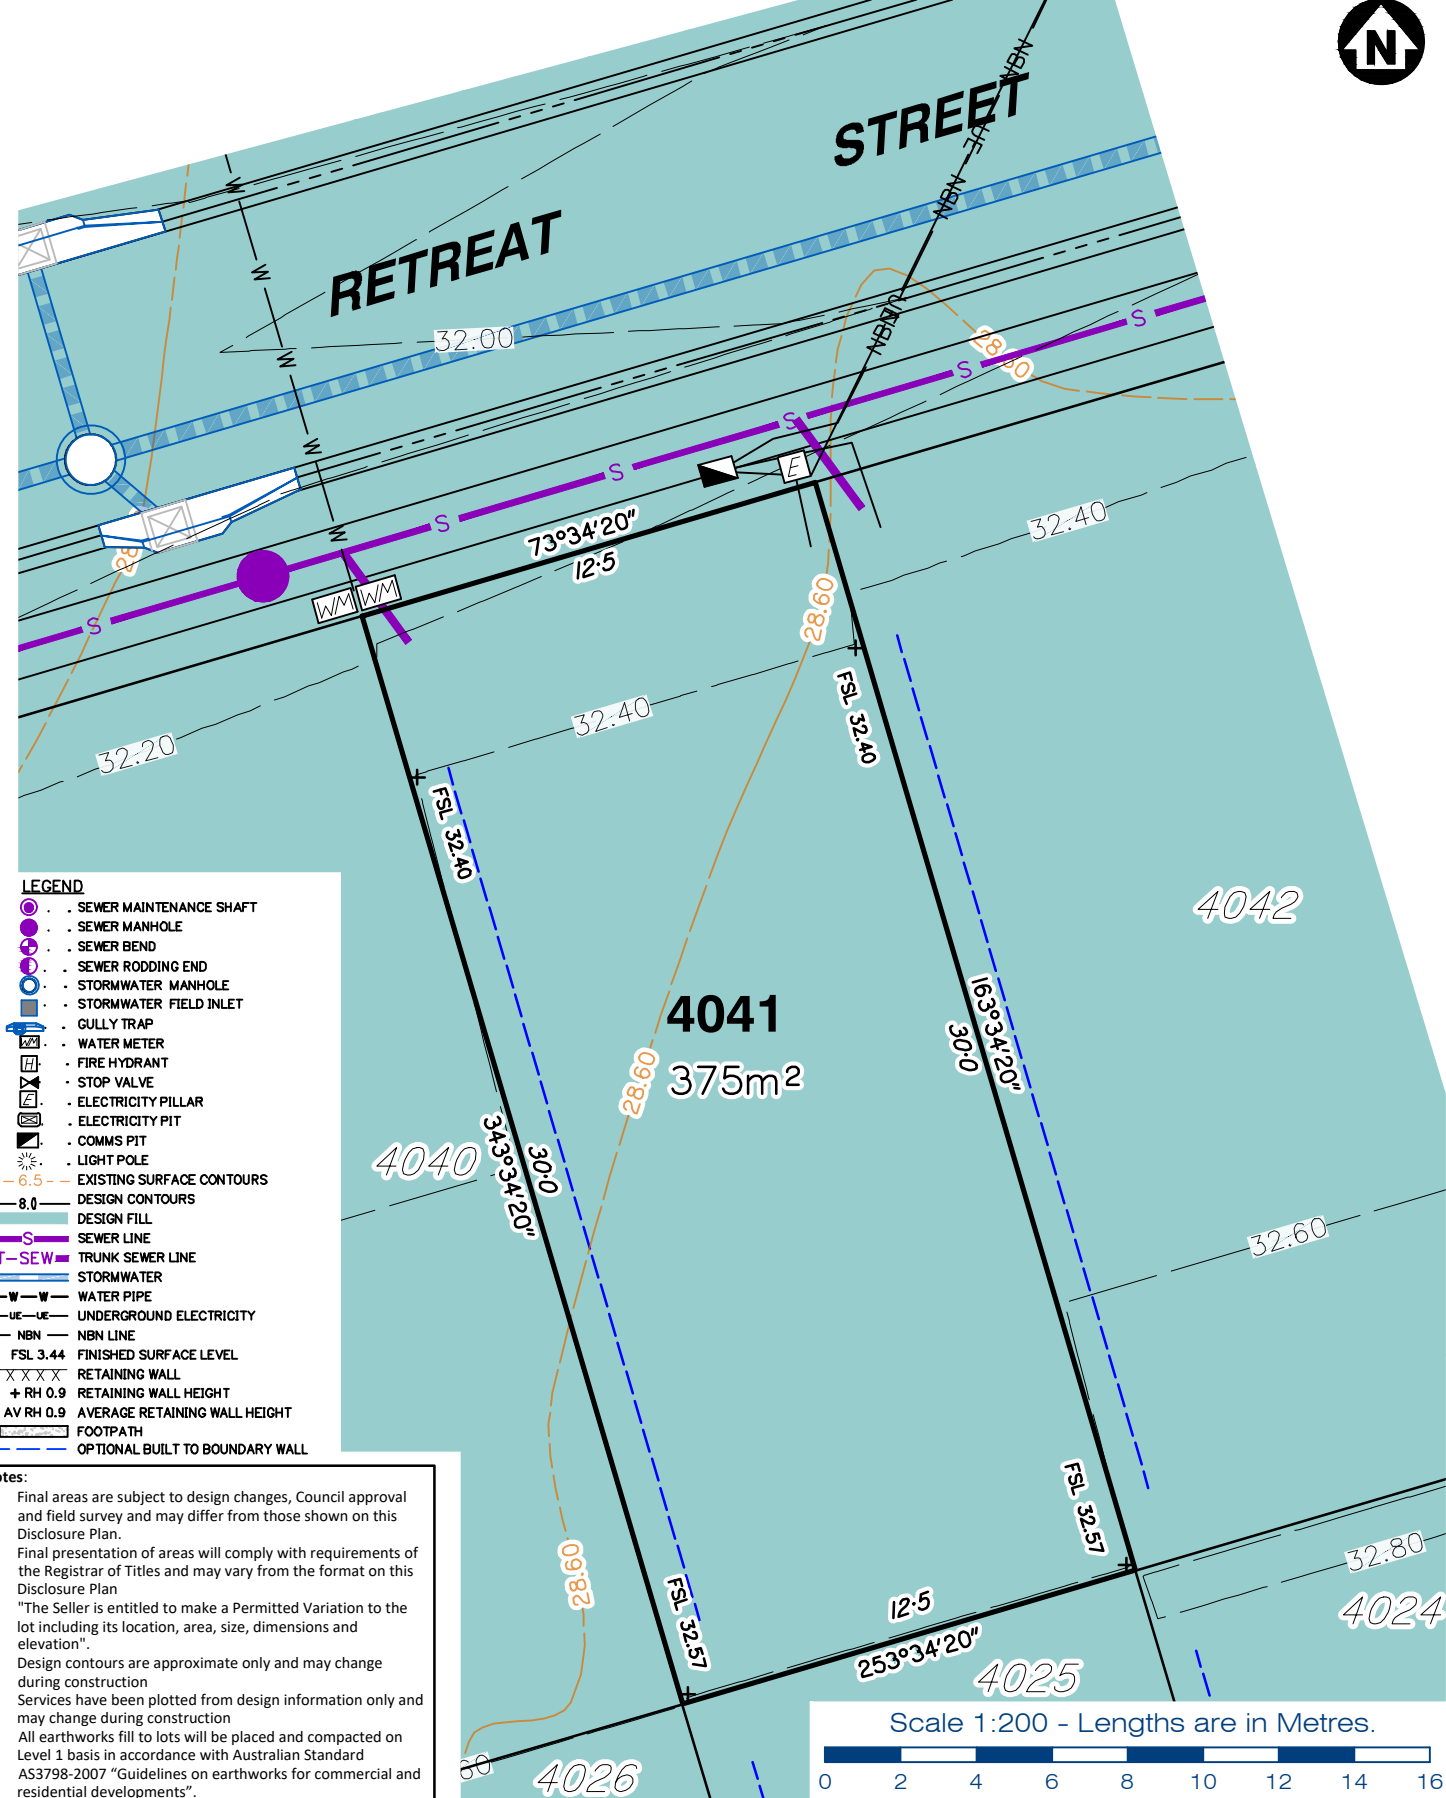 N
STREET
RETREAT
NBN
UE
NBN
W
W
W
W
W
32.00
NBN
28.60
S
S
S
S
S
E
32.40
73°34'20"
12·5
28
WM
WM
28.60
FSL 32.40
32.40
32.20
FSL 32.40
4042
4041
375m²
163°34'20"
30·0
28.60
343°34'20"
30·0
4040
32.60
LEGEND
SEWER MAINTENANCE SHAFT
SEWER MANHOLE
SEWER BEND
SEWER RODDING END
STORMWATER MANHOLE
STORMWATER FIELD INLET
GULLY TRAP
WM WATER METER
H FIRE HYDRANT
STOP VALVE
E ELECTRICITY PILLAR
ELECTRICITY PIT
COMMS PIT
LIGHT POLE
6.5 EXISTING SURFACE CONTOURS
8.0 DESIGN CONTOURS
DESIGN FILL
S SEWER LINE
T-SEW TRUNK SEWER LINE
STORMWATER
W W WATER PIPE
UE UE UNDERGROUND ELECTRICITY
NBN NBN LINE
FSL 3.44 FINISHED SURFACE LEVEL
X X X X RETAINING WALL
+ RH 0.9 RETAINING WALL HEIGHT
AV RH 0.9 AVERAGE RETAINING WALL HEIGHT
FOOTPATH
OPTIONAL BUILT TO BOUNDARY WALL
otes:
Final areas are subject to design changes, Council approval
and field survey and may differ from those shown on this
Disclosure Plan.
Final presentation of areas will comply with requirements of
the Registrar of Titles and may vary from the format on this
Disclosure Plan
"The Seller is entitled to make a Permitted Variation to the
lot including its location, area, size, dimensions and
elevation".
Design contours are approximate only and may change
during construction
Services have been plotted from design information only and
may change during construction
All earthworks fill to lots will be placed and compacted on
Level 1 basis in accordance with Australian Standard
AS3798-2007 “Guidelines on earthworks for commercial and
residential developments”.
28.60
FSL 32.57
FSL 32.57
12·5
253°34'20"
32.80
4024
4025
4026
60
Scale 1:200 - Lengths are in Metres.
0 2 4 6 8 10 12 14 16